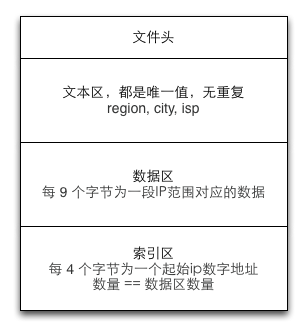 文件头
文本区，都是唯一值，无重复
region, city, isp
数据区
每 9 个字节为一段IP范围对应的数据
索引区
每 4 个字节为一个起始ip数字地址
数量 == 数据区数量